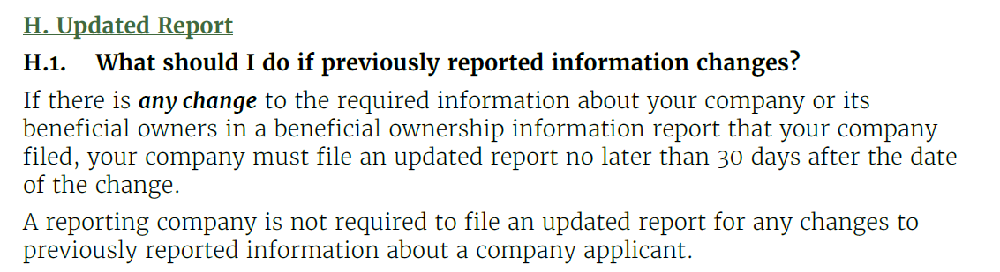 H. Updated Report
H.1. What should I do if previously reported information changes?
If there is any change to the required information about your company or its
beneficial owners in a beneficial ownership information report that your company
filed, your company must file an updated report no later than 30 days after the date
of the change.
A reporting company is not required to file an updated report for any changes to
previously reported information about a company applicant.